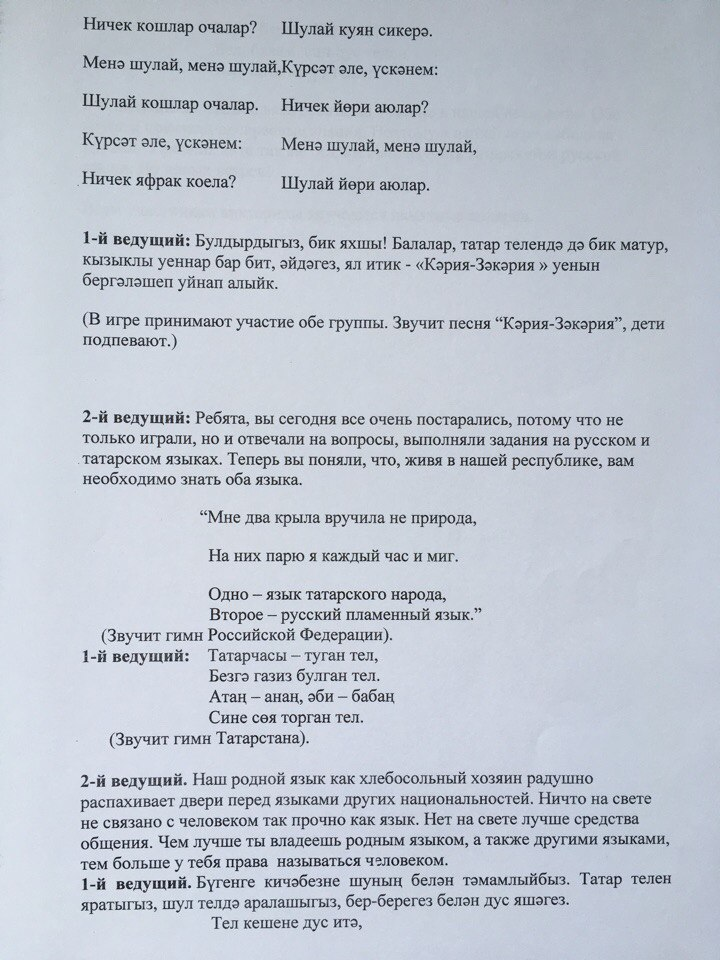 Ничек кошлар очалар? Шулай куян сикерә.
Менә шулай, менә шулай,Күрсәт әле, үскәнем:
Шулай кошлар очалар. Ничек йөри аюлар?
Күрсәт әле, үскәнем: Менә шулай, менә шулай,
Ничек яфрак коела? Шулай йөри аюлар.
1-й ведущий: Булдырдыгыз, бик яхшы! Балалар, татар телендә дә бик матур,
кызыклы уеннар бар бит, әйдәгез, ял итик - «Кәрия-Зәкәрия » уенын
бергәләшеп уйнап алыйк.
(В игре принимают участие обе группы. Звучит песня “Кәрия-Зәкәрия”, дети
подпевают.)
2-й ведущий: Ребята, вы сегодня все очень постарались, потому что не
только играли, но и отвечали на вопросы, выполняли задания на русском и
татарском языках. Теперь вы поняли, что, живя в нашей республике, вам
необходимо знать оба языка.
“Мне два крыла вручила не природа,
На них парю я каждый час и миг.
Одно – язык татарского народа,
Второе – русский пламенный язык.”
(Звучит гимн Российской Федерации).
1-й ведущий: Татарчасы – туган тел,
Безгә газиз булган тел.
Атаң – анаң, әби – бабаң
Сине сөя торган тел.
(Звучит гимн Татарстана).
2-й ведущий. Наш родной язык как хлебосольный хозяин радушно
распахивает двери перед языками других национальностей. Ничто на свете
не связано с человеком так прочно как язык. Нет на свете лучше средства
общения. Чем лучше ты владеешь родным языком, а также другими языками,
тем больше у тебя права называться человеком.
1-й ведущий. Бүгенге кичәбезне шуның белән тәмамлыйбыз. Татар телен
яратыгыз, шул телдә аралашыгыз, бер-берегез белән дус яшәгез.
Тел кешене дус итә,